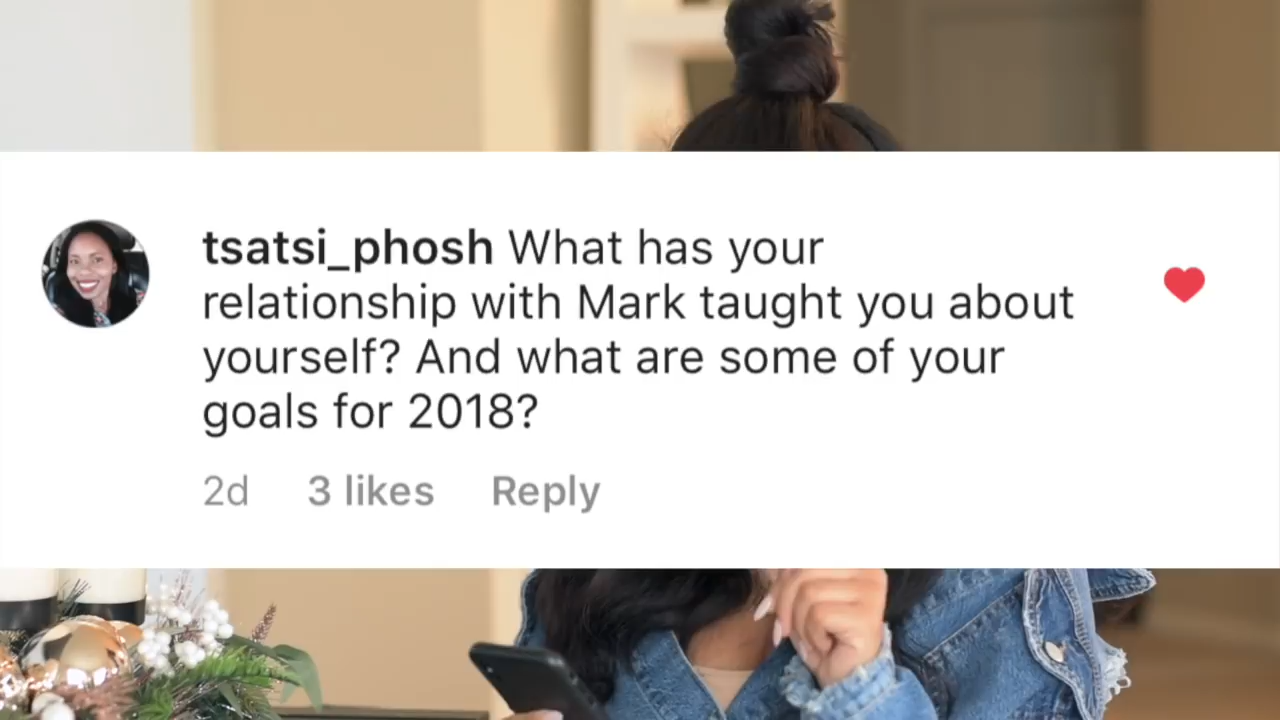 tsatsi_phosh What has your
relationship with Mark taught you about
yourself? And what are some of your
goals for 2018?
2d 3 likes Reply